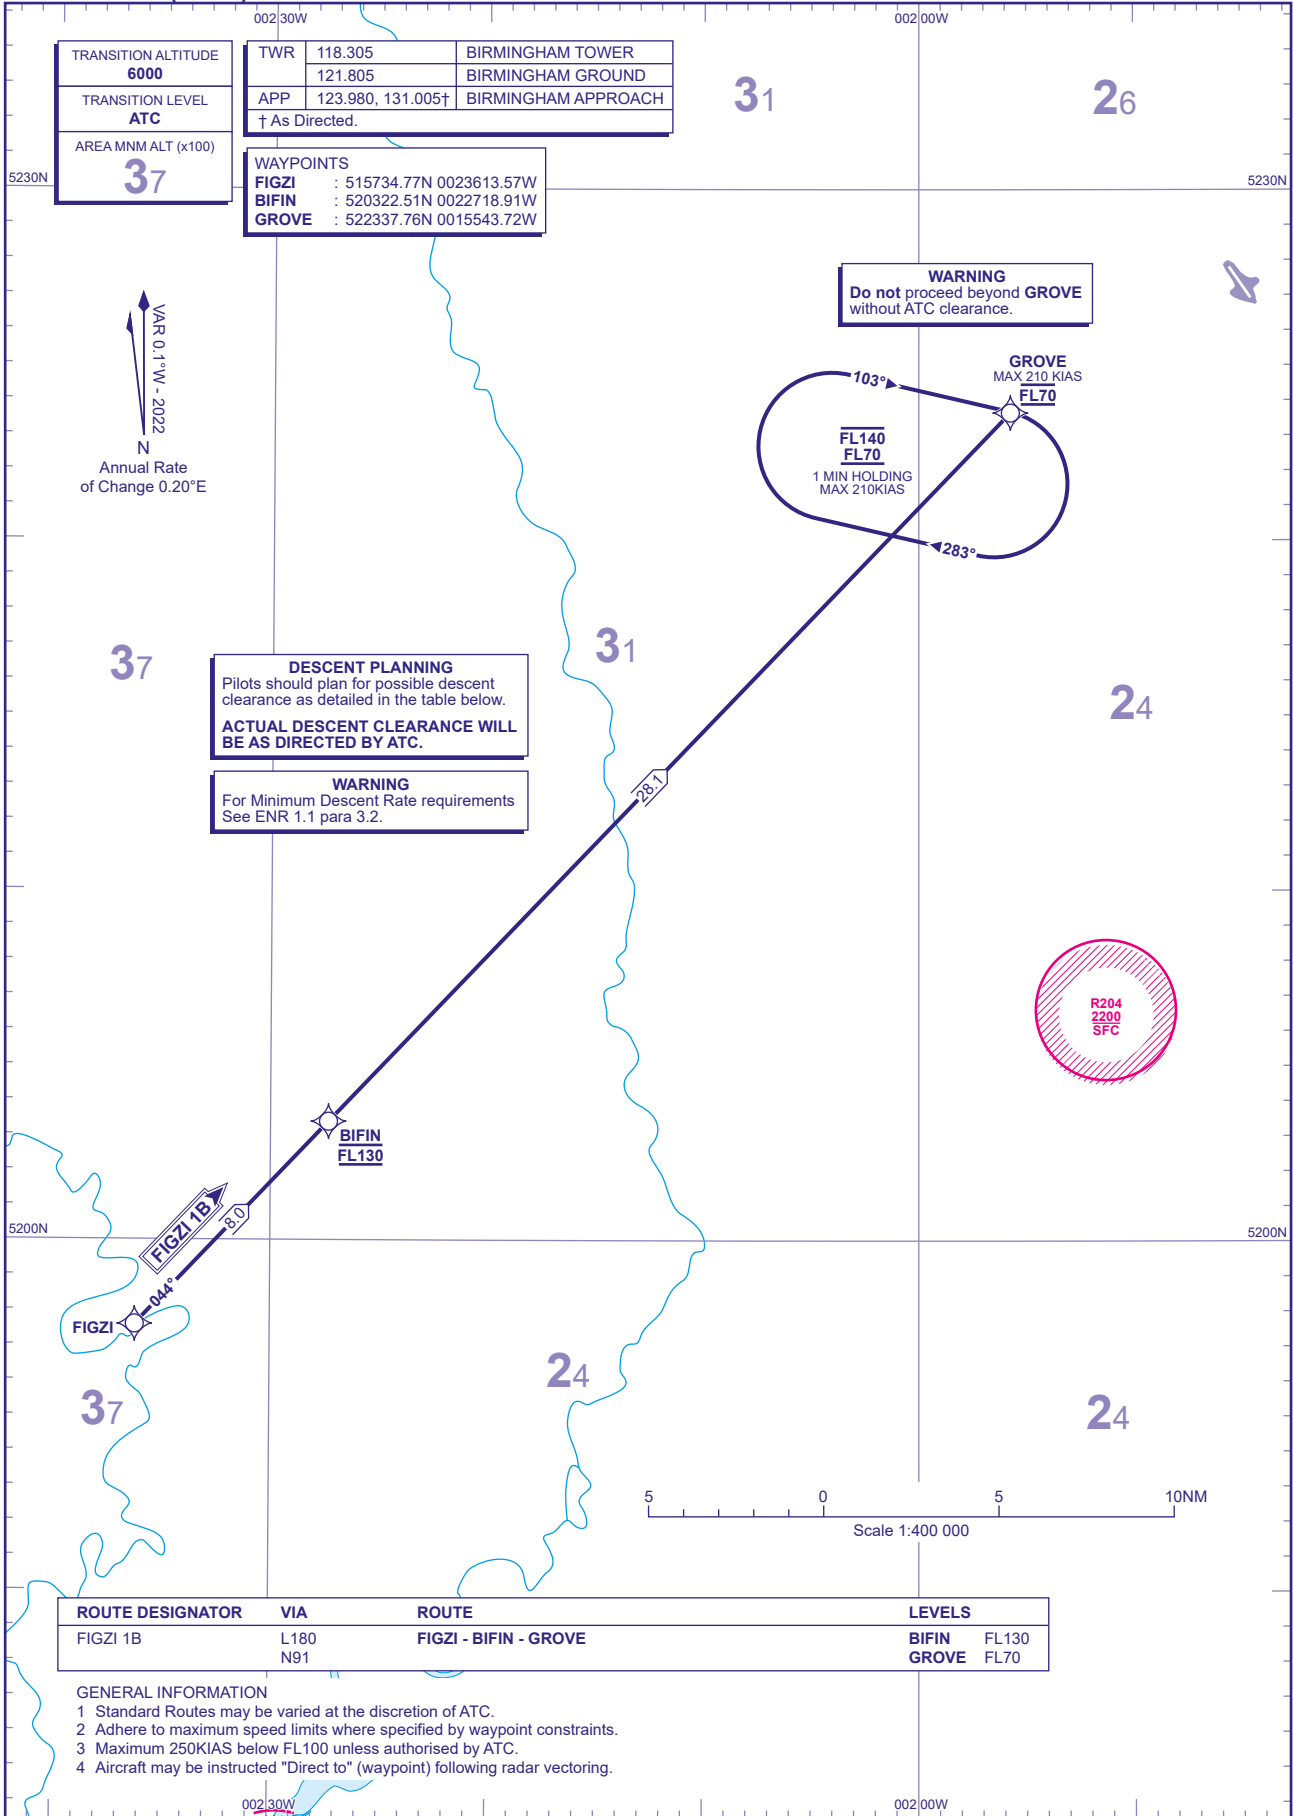 002 30W
002 00W
TRANSITION ALTITUDE
6000
TRANSITION LEVEL
ATC
AREA MNM ALT (x100)
37
TWR 118.305 BIRMINGHAM TOWER
121.805 BIRMINGHAM GROUND
APP 123.980, 131.005† BIRMINGHAM APPROACH
† As Directed.
31
26
5230N
5230N
WAYPOINTS
FIGZI : 515734.77N 0023613.57W
BIFIN : 520322.51N 0022718.91W
GROVE : 522337.76N 0015543.72W
WARNING
Do not proceed beyond GROVE
without ATC clearance.
VAR 0.1°W - 2022
N
Annual Rate
of Change 0.20°E
GROVE
MAX 210 KIAS
FL70
103°
FL140
FL70
1 MIN HOLDING
MAX 210KIAS
283°
37
31
24
DESCENT PLANNING
Pilots should plan for possible descent
clearance as detailed in the table below.
ACTUAL DESCENT CLEARANCE WILL
BE AS DIRECTED BY ATC.
WARNING
For Minimum Descent Rate requirements
See ENR 1.1 para 3.2.
28.1
R204
2200
SFC
BIFIN
FL130
FIGZI 1B
8.0
5200N
5200N
044°
FIGZI
37
24
24
5 0 5 10NM
Scale 1:400 000
ROUTE DESIGNATOR VIA ROUTE LEVELS
FIGZI 1B L180 FIGZI - BIFIN - GROVE BIFIN FL130
N91 GROVE FL70
GENERAL INFORMATION
1 Standard Routes may be varied at the discretion of ATC.
2 Adhere to maximum speed limits where specified by waypoint constraints.
3 Maximum 250KIAS below FL100 unless authorised by ATC.
4 Aircraft may be instructed "Direct to" (waypoint) following radar vectoring.
002 30W
002 00W